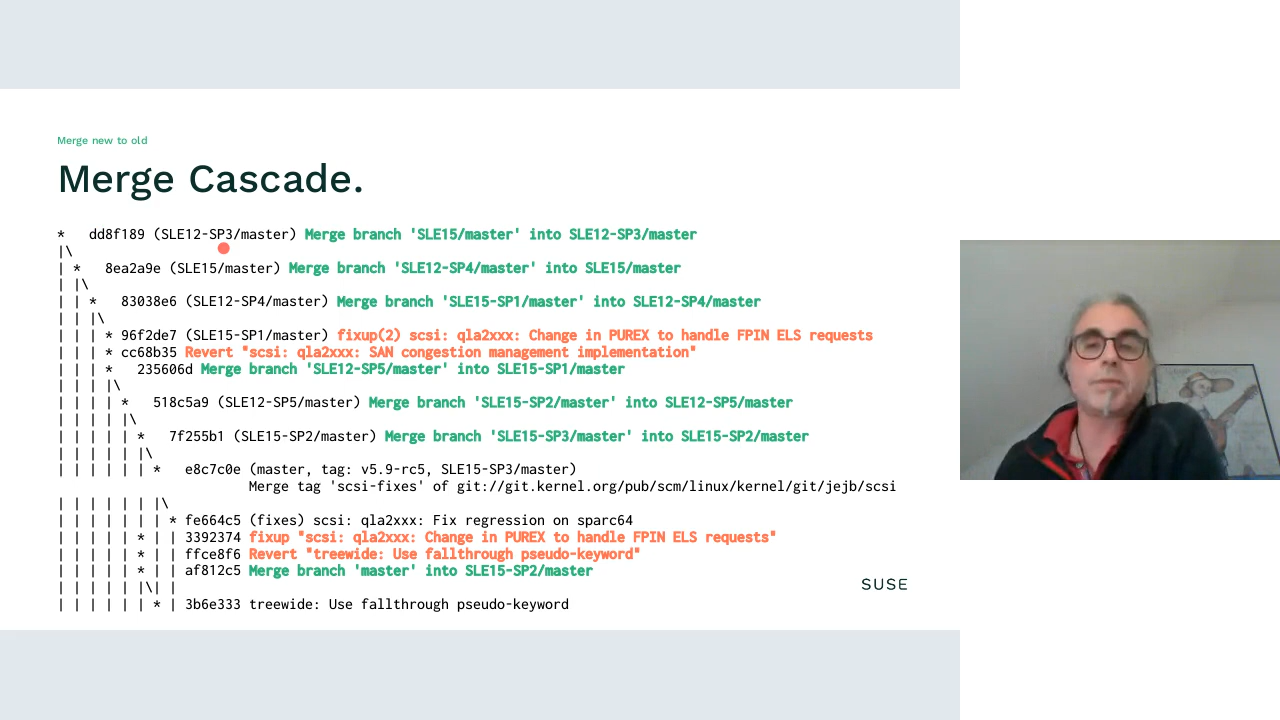 Merge new to old
Merge Cascade.
*   dd8f189 (SLE12-SP3/master) Merge branch 'SLE15/master' into SLE12-SP3/master
|\
| *   8ea2a9e (SLE15/master) Merge branch 'SLE12-SP4/master' into SLE15/master
| |\
| | *   83038e6 (SLE12-SP4/master) Merge branch 'SLE15-SP1/master' into SLE12-SP4/master
| | |\
| | | * 96f2de7 (SLE15-SP1/master) fixup(2) scsi: qla2xxx: Change in PUREX to handle FPIN ELS requests
| | | * cc68b35 Revert "scsi: qla2xxx: SAN congestion management implementation"
| | | *   235606d Merge branch 'SLE12-SP5/master' into SLE15-SP1/master
| | | |\
| | | | *   518c5a9 (SLE12-SP5/master) Merge branch 'SLE15-SP2/master' into SLE12-SP5/master
| | | | |\
| | | | | *   7f255b1 (SLE15-SP2/master) Merge branch 'SLE15-SP3/master' into SLE15-SP2/master
| | | | | |\
| | | | | | *   e8c7c0e (master, tag: v5.9-rc5, SLE15-SP3/master)
Merge tag 'scsi-fixes' of git://git.kernel.org/pub/scm/linux/kernel/git/jejb/scsi
| | | | | | |\
| | | | | | | * fe664c5 (fixes) scsi: qla2xxx: Fix regression on sparc64
| | | | | * | | 3392374 fixup "scsi: qla2xxx: Change in PUREX to handle FPIN ELS requests"
| | | | | * | | ffce8f6 Revert "treewide: Use fallthrough pseudo-keyword"
| | | | | * | | af812c5 Merge branch 'master' into SLE15-SP2/master
| | | | | |\| |
| | | | | | * | 3b6e333 treewide: Use fallthrough pseudo-keyword
SUSE